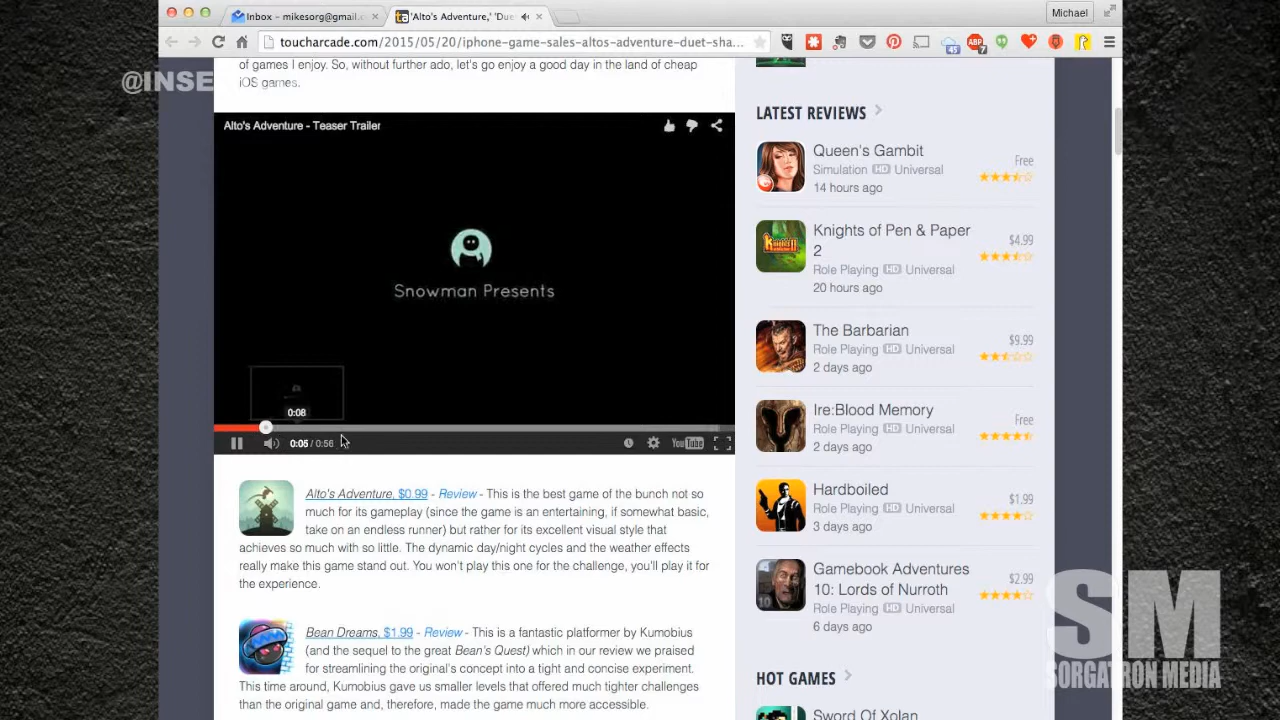 Inbox – mikesorg@gmail.c
'Alto's Adventure,' 'Due
Michael
toucharcade.com/2015/05/20/iphone-game-sales-altos-adventure-duet-sha...
45
ABP
7
@INSE
of games I enjoy. So, without further ado, let's go enjoy a good day in the land of cheap
iOS games.
Alto's Adventure - Teaser Trailer
Snowman Presents
0:08
0:05 / 0:56
YouTube
Alto's Adventure, $0.99 - Review - This is the best game of the bunch not so
much for its gameplay (since the game is an entertaining, if somewhat basic,
take on an endless runner) but rather for its excellent visual style that
achieves so much with so little. The dynamic day/night cycles and the weather effects
really make this game stand out. You won't play this one for the challenge, you'll play it for
the experience.
Bean Dreams, $1.99 - Review - This is a fantastic platformer by Kumobius
(and the sequel to the great Bean's Quest) which in our review we praised
for streamlining the original's concept into a tight and concise experiment.
This time around, Kumobius gave us smaller levels that offered much tighter challenges
than the original game and, therefore, made the game much more accessible.
LATEST REVIEWS
Queen's Gambit
Free
Simulation HD Universal
14 hours ago
Knights of Pen & Paper
2
$4.99
Role Playing HD Universal
20 hours ago
The Barbarian
$9.99
Role Playing HD Universal
2 days ago
Ire:Blood Memory
Free
Role Playing HD Universal
2 days ago
Hardboiled
$1.99
Role Playing HD Universal
3 days ago
Gamebook Adventures
10: Lords of Nurroth
$2.99
Role Playing HD Universal
6 days ago
10
HOT GAMES
Sword Of Xolan
SM
SORGATRON MEDIA